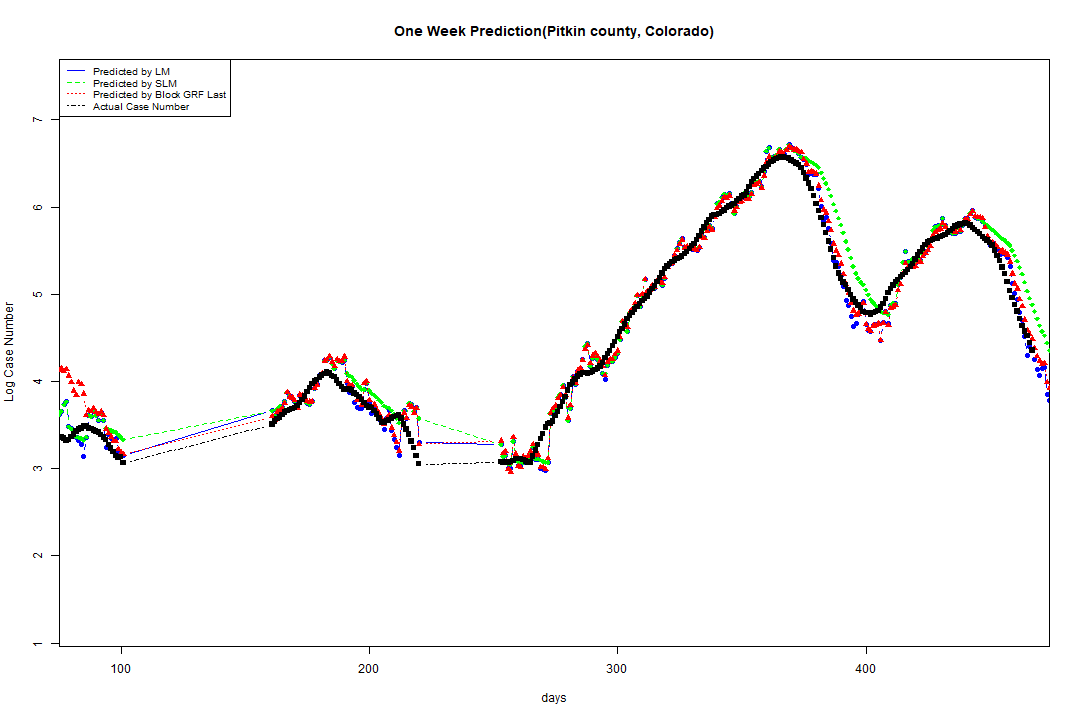 One Week Prediction(Pitkin county, Colorado)
Predicted by LM
Predicted by SLM
Predicted by Block GRF Last
Actual Case Number
7
6
5
4
3
2
1
Log Case Number
100 200 300 400
days